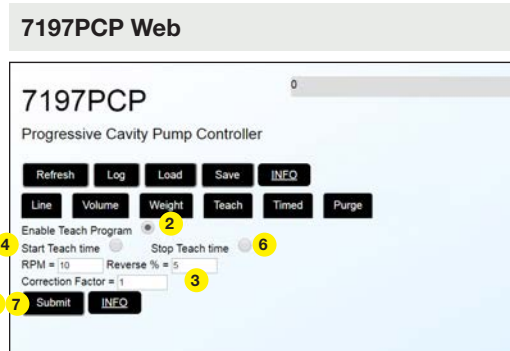 7197PCP Web
0
7197PCP
Progressive Cavity Pump Controller
Refresh Log Load Save INFO
Line Volume Weight Teach Timed Purge
Enable Teach Program 2
4 Start Teach time Stop Teach time 6
RPM = 10 Reverse % = 5
Correction Factor = 1 3
7 Submit INFO